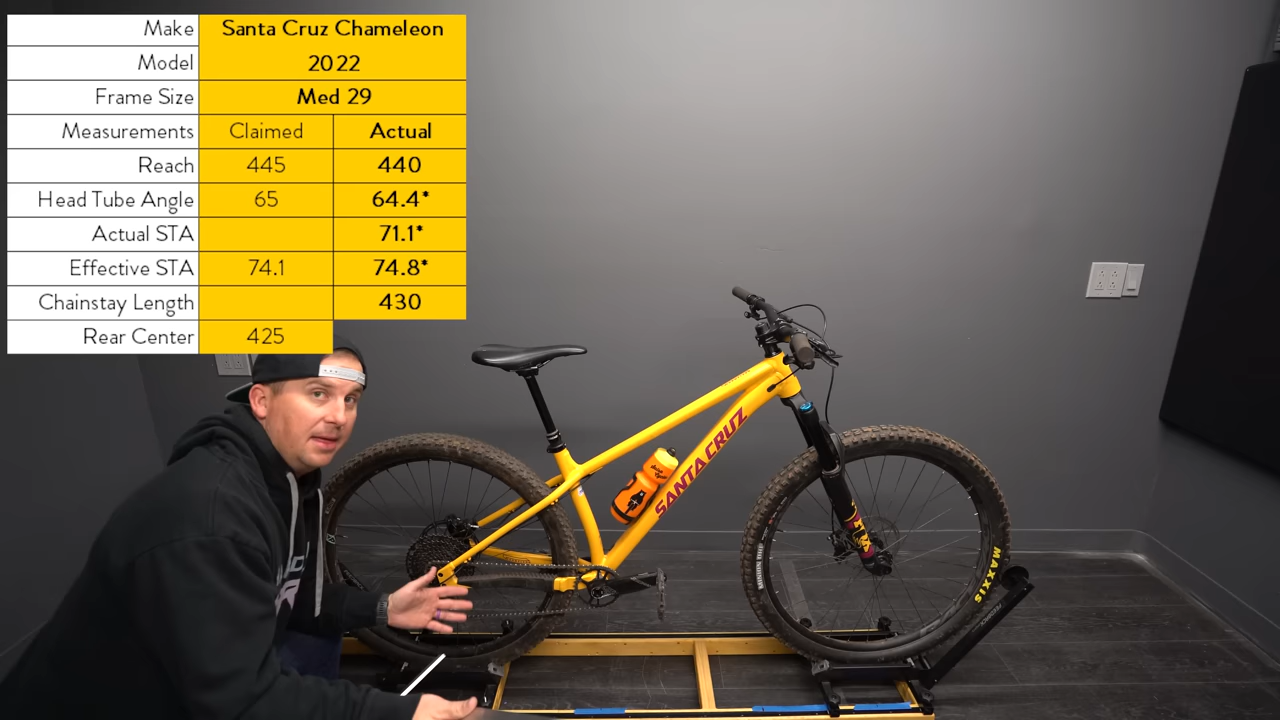 Make Santa Cruz Chameleon
Model 2022
Frame Size Med 29
Measurements Claimed Actual
Reach 445 440
Head Tube Angle 65 64.4*
Actual STA 71.1*
Effective STA 74.1 74.8*
Chainstay Length 430
Rear Center 425
SANTA CRUZ
MAXXIS